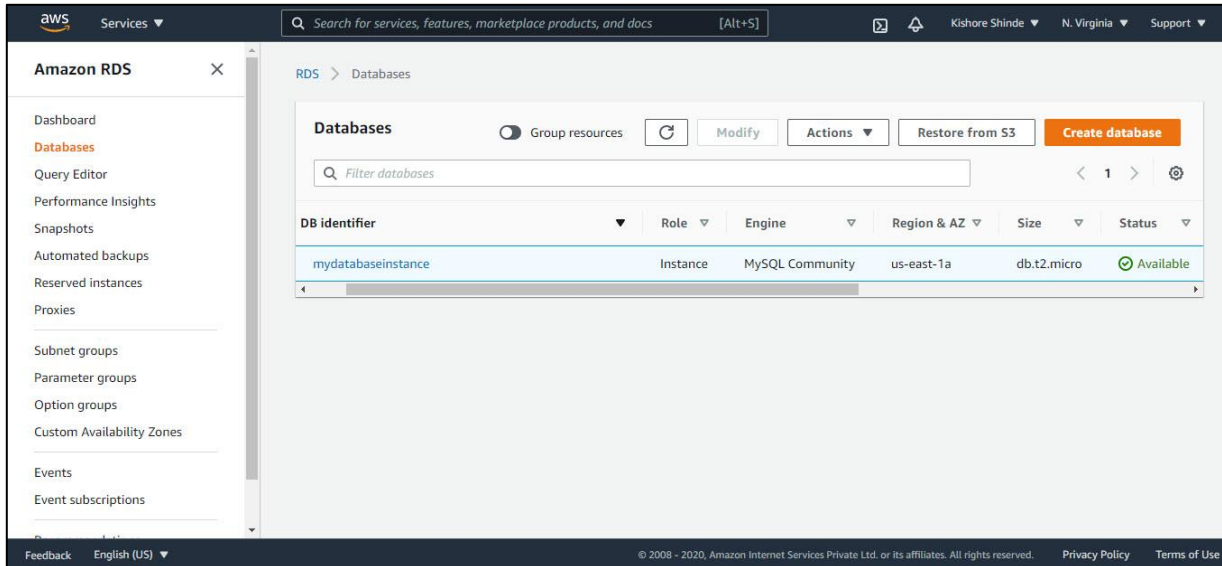 aws Services ▼ Search for services, features, marketplace products, and docs [Alt+S] Kishore Shinde ▼ N. Virginia ▼ Support ▼
Amazon RDS
Dashboard
Databases
Query Editor
Performance Insights
Snapshots
Automated backups
Reserved instances
Proxies
Subnet groups
Parameter groups
Option groups
Custom Availability Zones
Events
Event subscriptions
RDS > Databases
Databases Group resources Modify Actions ▼ Restore from S3 Create database
Filter databases < 1 >
DB identifier Role Engine Region & AZ Size Status
mydatabaseinstance Instance MySQL Community us-east-1a db.t2.micro Available
Feedback English (US) ▼ © 2008 - 2020, Amazon Internet Services Private Ltd. or its affiliates. All rights reserved. Privacy Policy Terms of Use